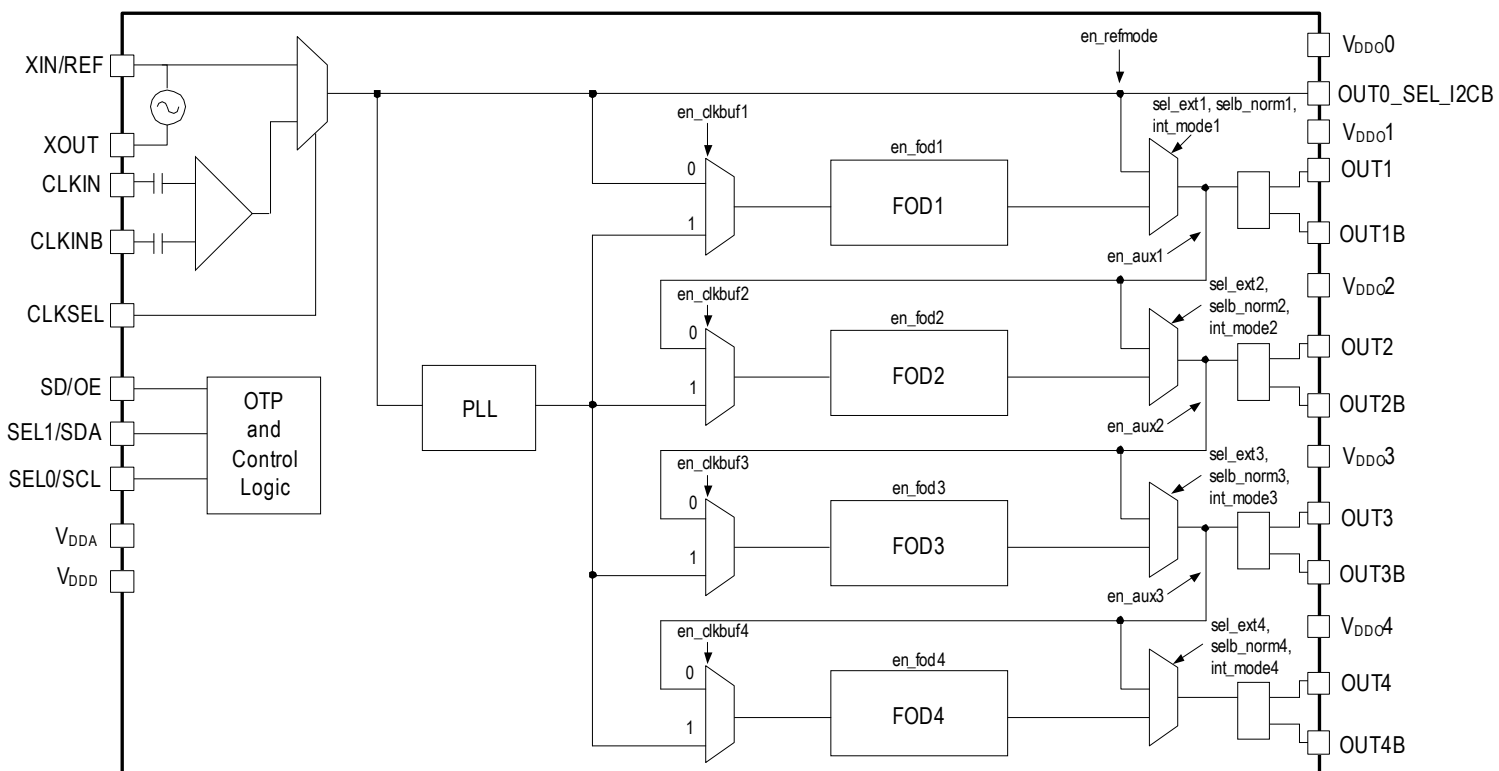 XIN/REF
XOUT
CLKIN
CLKINB
CLKSEL
SD/OE
SEL1/SDA
SEL0/SCL
VDDA
VDDD
OTP
and
Control
Logic
PLL
en_refmode
en_clkbuf1
0
1
en_fod1
FOD1
sel_ext1, selb_norm1,
int_mode1
en_aux1
en_clkbuf2
0
1
en_fod2
FOD2
sel_ext2,
selb_norm2,
int_mode2
en_aux2
en_clkbuf3
0
1
en_fod3
FOD3
sel_ext3,
selb_norm3,
int_mode3
en_aux3
en_clkbuf4
0
1
en_fod4
FOD4
sel_ext4,
selb_norm4,
int_mode4
VDDO0
OUT0_SEL_I2CB
VDDO1
OUT1
OUT1B
VDDO2
OUT2
OUT2B
VDDO3
OUT3
OUT3B
VDDO4
OUT4
OUT4B